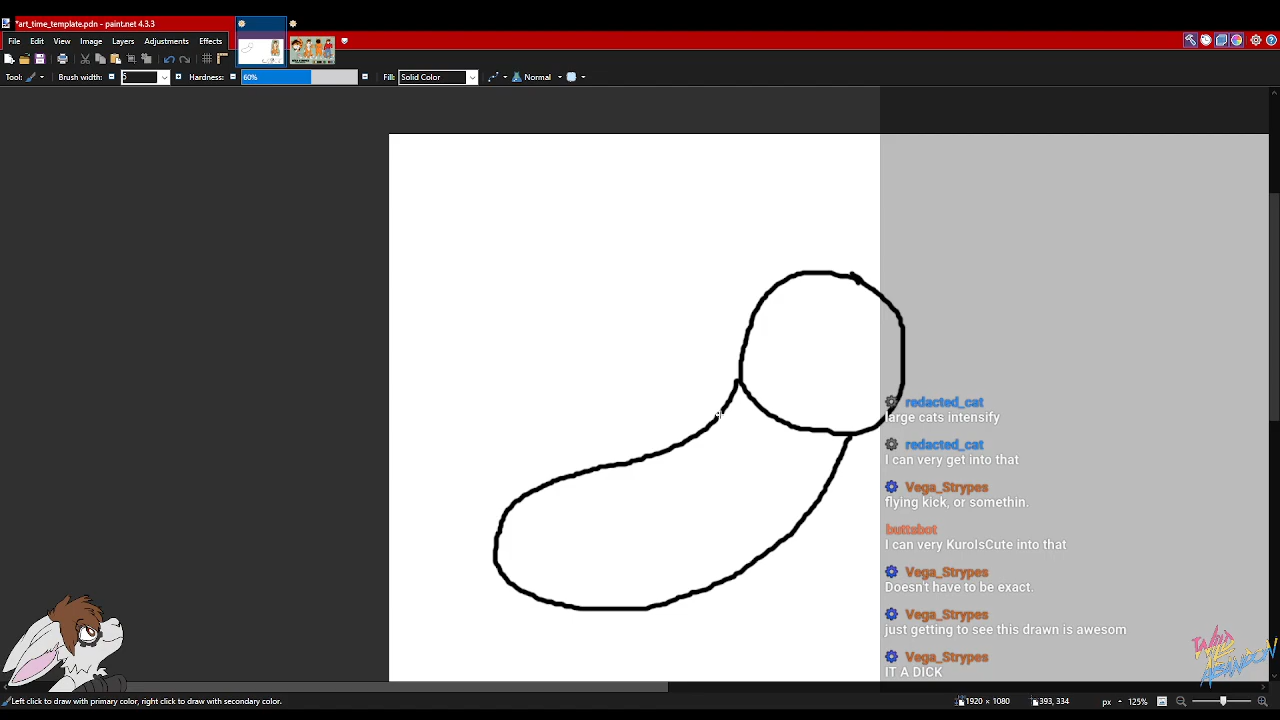 *art_time_template.pdn - paint.net 4.3.3
File Edit View Image Layers Adjustments Effects
Tool: Brush width: 5 Hardness: 60% Fill: Solid Color Normal
redacted_cat
large cats intensify
redacted_cat
I can very get into that
Vega_Strypes
flying kick, or somethin.
buttsbot
I can very KuroIsCute into that
Vega_Strypes
Doesn't have to be exact.
Vega_Strypes
just getting to see this drawn is awesom
Vega_Strypes
IT A DICK
Left click to draw with primary color, right click to draw with secondary color. 1920 × 1080 393, 334 px 125%